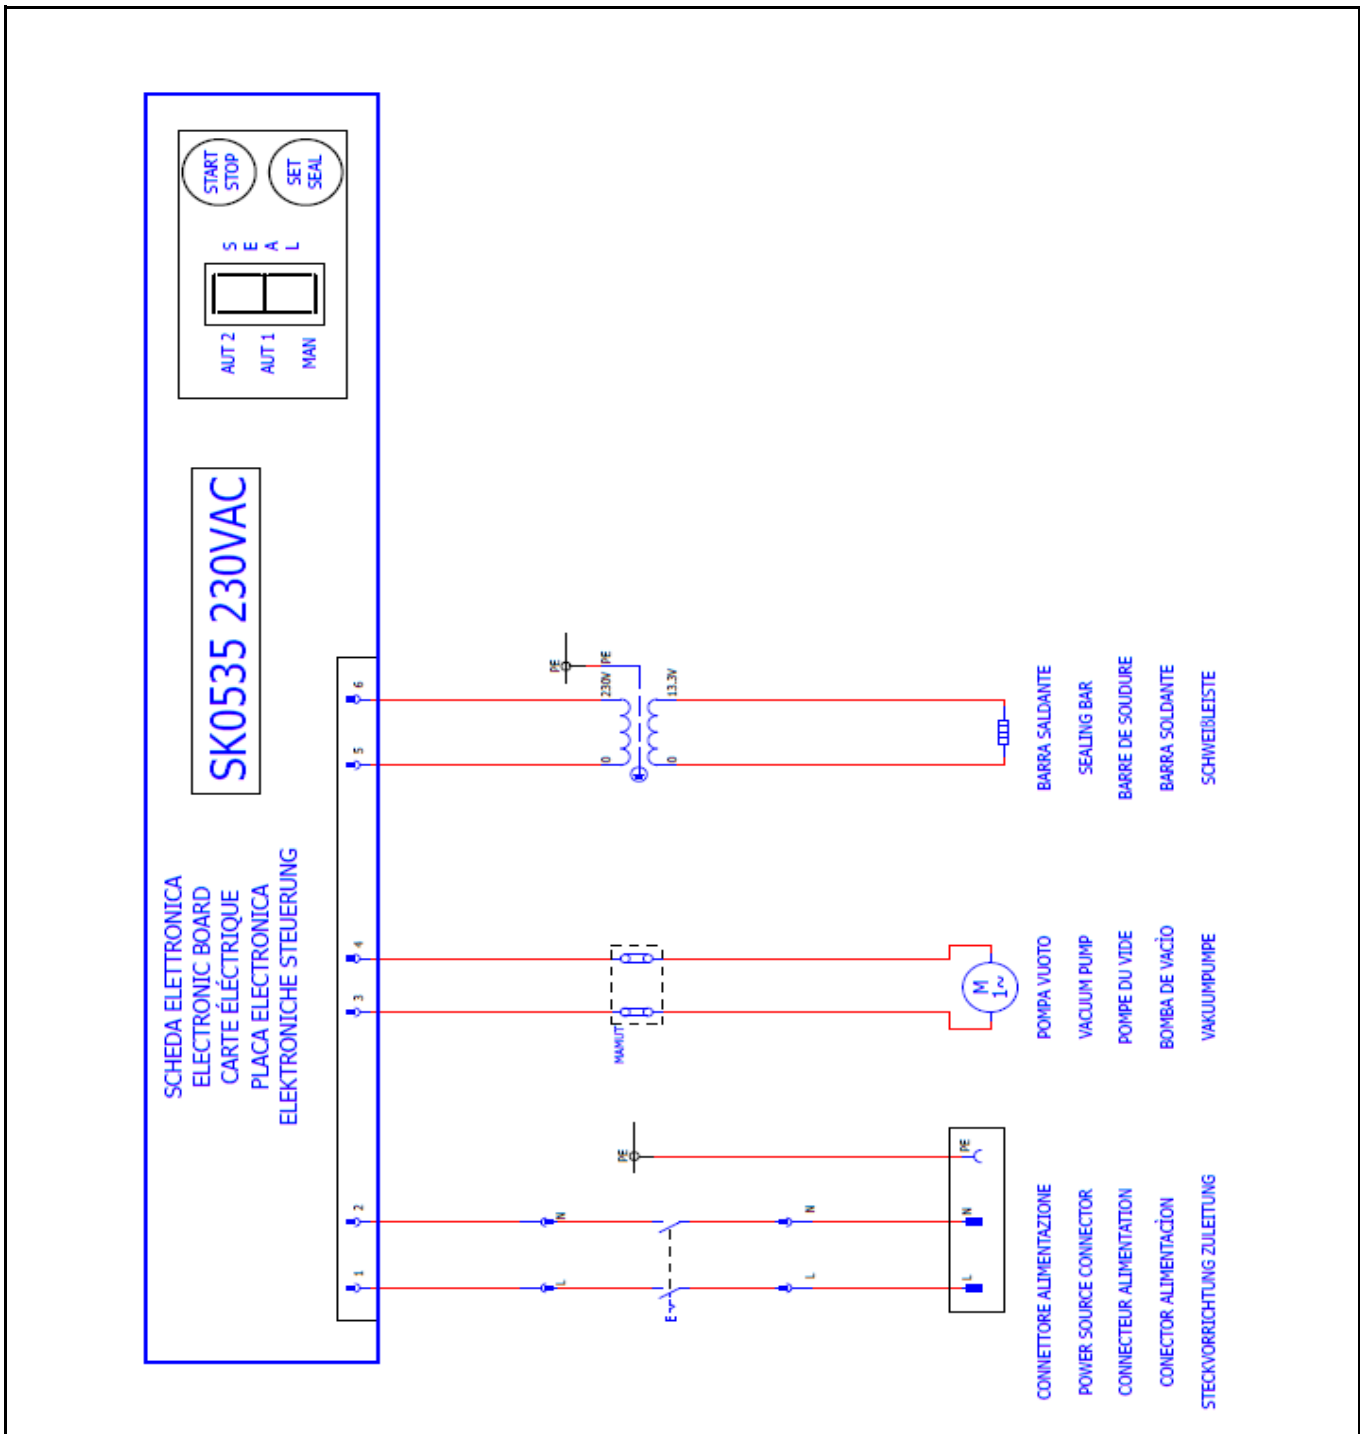 SCHEDA ELETTRONICA
ELECTRONIC BOARD
CARTE ÉLÉCTRIQUE
PLACA ELECTRONICA
ELEKTRONICHE STEUERUNG
SK0535 230VAC
AUT 2
AUT 1
MAN
S
E
A
L
START
STOP
SET
SEAL
1 2 3 4 5 6
L N
PE
PE
0 230V
0 13.3V
MAMUT
PE
L N
L N PE
M
1~
CONNETTORE ALIMENTAZIONE
POWER SOURCE CONNECTOR
CONNECTEUR ALIMENTATION
CONECTOR ALIMENTACÌON
STECKVORRICHTUNG ZULEITUNG
POMPA VUOTO
VACUUM PUMP
POMPE DU VIDE
BOMBA DE VACÌO
VAKUUMPUMPE
BARRA SALDANTE
SEALING BAR
BARRE DE SOUDURE
BARRA SOLDANTE
SCHWEIßLEISTE